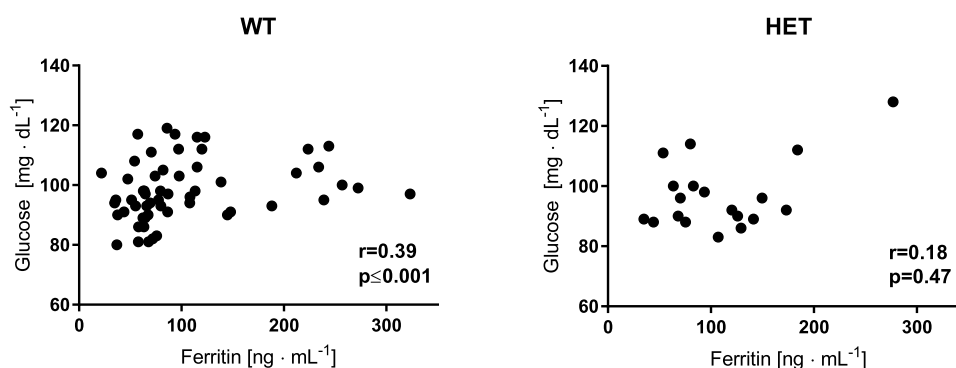 WT
140
120
100
80
60
Glucose [mg · dL⁻¹]
r=0.39
p≤0.001
0
100
200
300
Ferritin [ng · mL⁻¹]
HET
140
120
100
80
60
Glucose [mg · dL⁻¹]
r=0.18
p=0.47
0
100
200
300
Ferritin [ng · mL⁻¹]